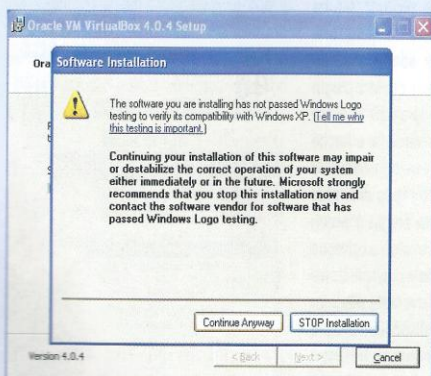 Oracle VM VirtualBox 4.0.4 Setup
Ora
Software Installation
The software you are installing has not passed Windows Logo
testing to verify its compatibility with Windows XP. (Tell me why
this testing is important.)
Continuing your installation of this software may impair
or destabilize the correct operation of your system
either immediately or in the future. Microsoft strongly
recommends that you stop this installation now and
contact the software vendor for software that has
passed Windows Logo testing.
Continue Anyway STOP Installation
Version 4.0.4 < Back Next > Cancel